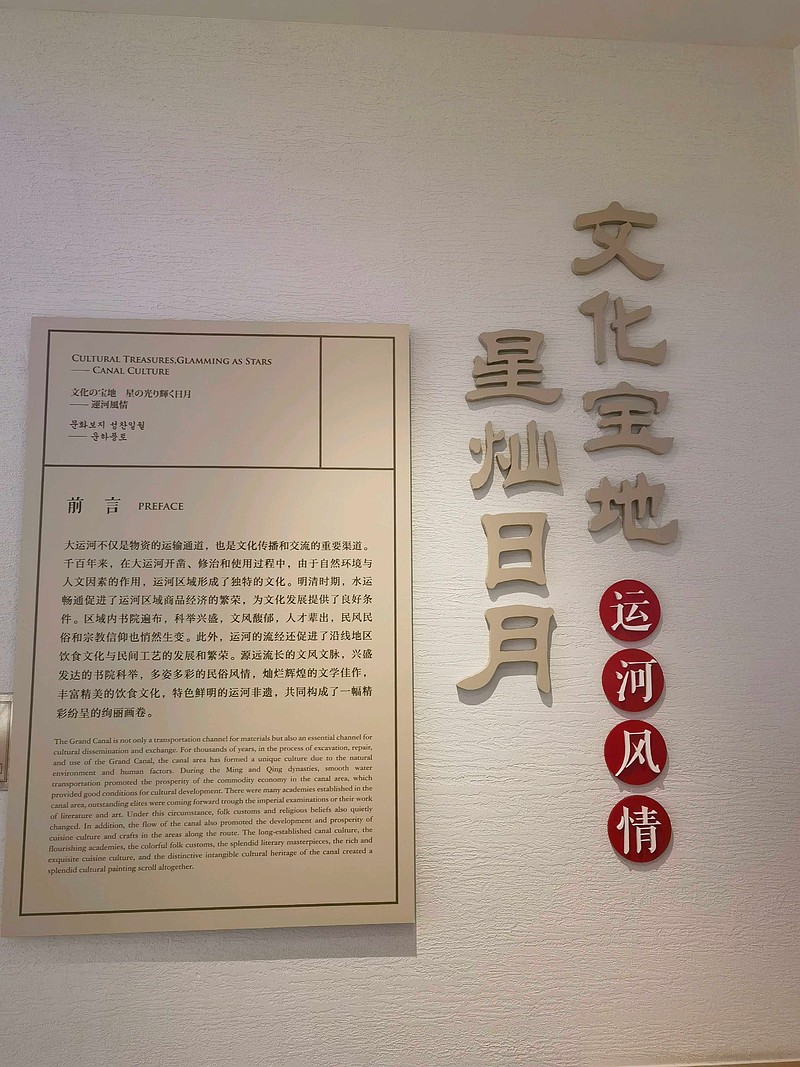 文化宝地
星灿日月
运河风情
CULTURAL TREASURES,GLAMMING AS STARS
—— CANAL CULTURE
文化の宝地 星の光り輝く日月
—— 運河風情
문화보지 성찬일월
—— 운하풍토
前 言 PREFACE
大运河不仅是物资的运输通道，也是文化传播和交流的重要渠道。
千百年来，在大运河开凿、修治和使用过程中，由于自然环境与
人文因素的作用，运河区域形成了独特的文化。明清时期，水运
畅通促进了运河区域商品经济的繁荣，为文化发展提供了良好条
件。区域内书院遍布，科举兴盛，文风馥郁，人才辈出，民风民
俗和宗教信仰也悄然生变。此外，运河的流经还促进了沿线地区
饮食文化与民间工艺的发展和繁荣。源远流长的文风文脉，兴盛
发达的书院科举，多姿多彩的民俗风情，灿烂辉煌的文学佳作，
丰富精美的饮食文化，特色鲜明的运河非遗，共同构成了一幅精
彩纷呈的绚丽画卷。
The Grand Canal is not only a transportation channel for materials but also an essential channel for
cultural dissemination and exchange. For thousands of years, in the process of excavation, repair,
and use of the Grand Canal, the canal area has formed a unique culture due to the natural
environment and human factors. During the Ming and Qing dynasties, smooth water
transportation promoted the prosperity of the commodity economy in the canal area, which
provided good conditions for cultural development. There were many academies established in the
canal area, outstanding elites were coming forward trough the imperial examinations or their work
of literature and art. Under this circumstance, folk customs and religious beliefs also quietly
changed. In addition, the flow of the canal also promoted the development and prosperity of
cuisine culture and crafts in the areas along the route. The long-established canal culture, the
flourishing academies, the colorful folk customs, the splendid literary masterpieces, the rich and
exquisite cuisine culture, and the distinctive intangible cultural heritage of the canal created a
splendid cultural painting scroll altogether.